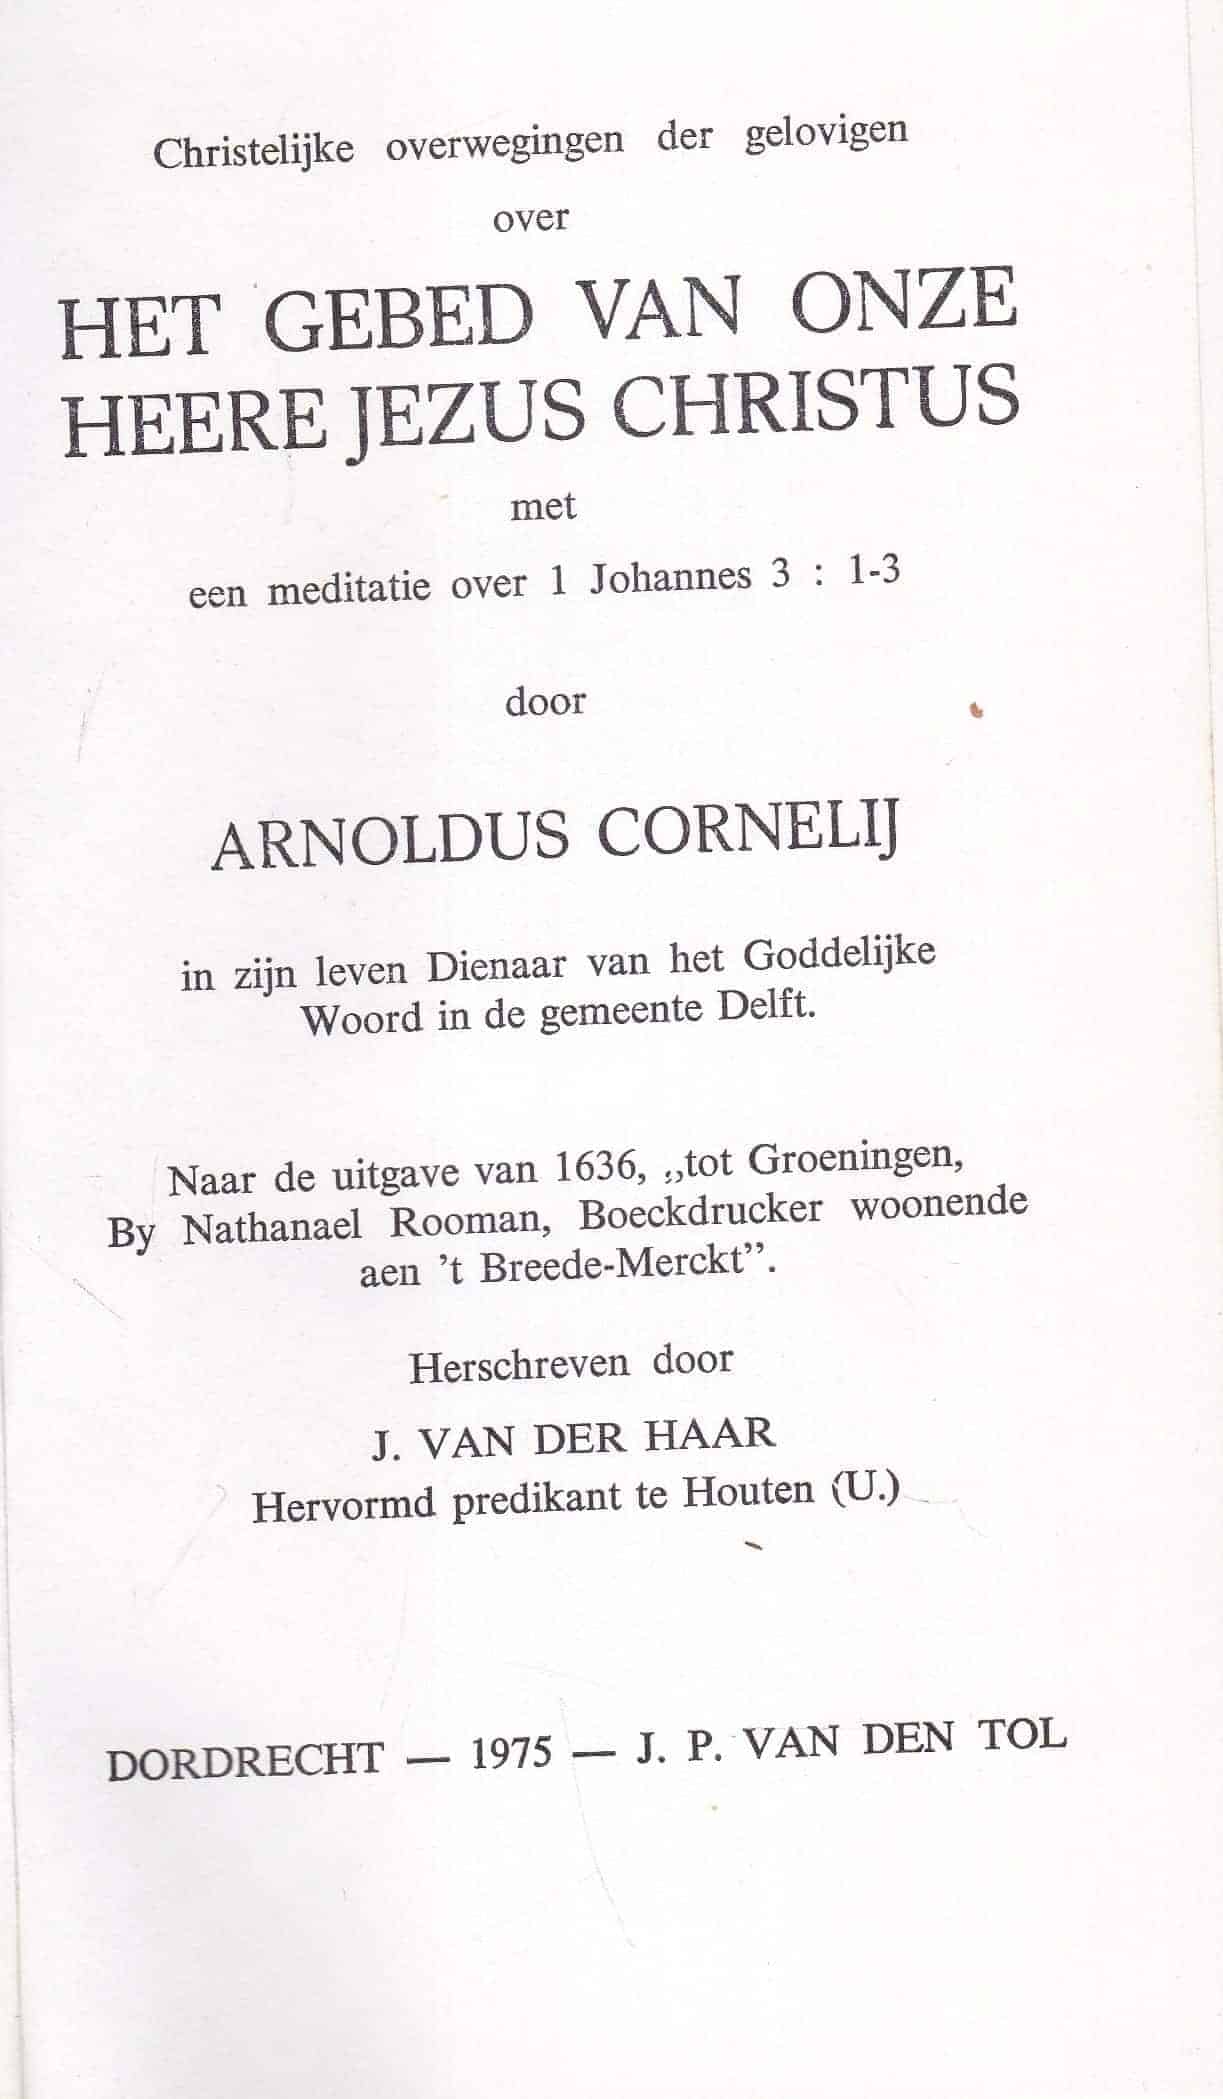 Christelijke overwegingen der gelovigen
over
HET GEBED VAN ONZE
HEERE JEZUS CHRISTUS
met
een meditatie over 1 Johannes 3 : 1-3
door
ARNOLDUS CORNELIJ
in zijn leven Dienaar van het Goddelijke
Woord in de gemeente Delft.
Naar de uitgave van 1636, „tot Groeningen,
By Nathanael Rooman, Boeckdrucker woonende
aen ’t Breede-Merckt”.
Herschreven door
J. VAN DER HAAR
Hervormd predikant te Houten (U.)
DORDRECHT — 1975 — J. P. VAN DEN TOL